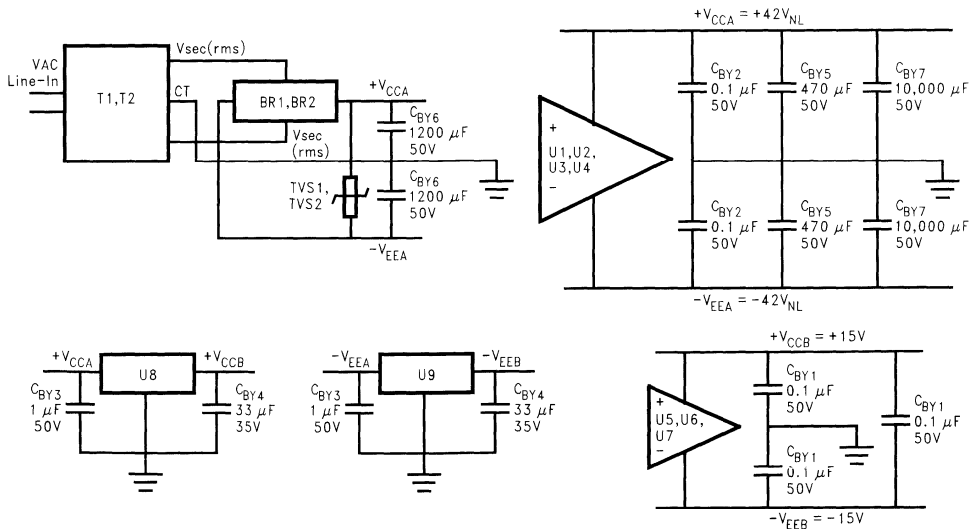 VAC
Line-In
T1,T2
Vsec(rms)
CT
BR1,BR2
Vsec
(rms)
+VCCA
CBY6
1200 μF
50V
CBY6
1200 μF
50V
TVS1,
TVS2
−VEEA
+VCCA = +42VNL
+
U1,U2,
U3,U4
−
CBY2
0.1 μF
50V
CBY5
470 μF
50V
CBY7
10,000 μF
50V
CBY2
0.1 μF
50V
CBY5
470 μF
50V
CBY7
10,000 μF
50V
−VEEA = −42VNL
+VCCA
U8
+VCCB
CBY3
1 μF
50V
CBY4
33 μF
35V
−VEEA
U9
−VEEB
CBY3
1 μF
50V
CBY4
33 μF
35V
+VCCB = +15V
+
U5,U6,
U7
−
CBY1
0.1 μF
50V
CBY1
0.1 μF
50V
CBY1
0.1 μF
50V
−VEEB = −15V